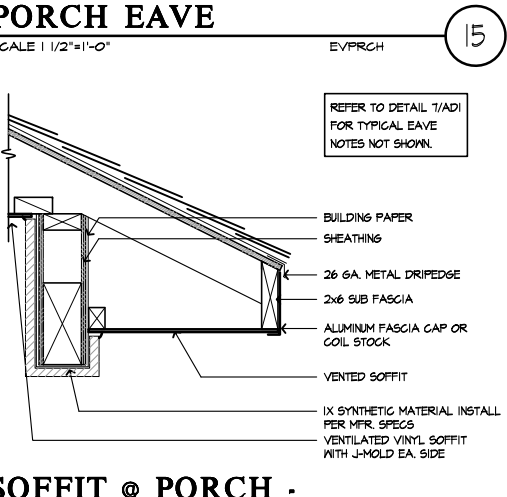 PORCH EAVE
SCALE 1 1/2"=1'-0"
EVPRCH
15
REFER TO DETAIL 7/AD1
FOR TYPICAL EAVE
NOTES NOT SHOWN.
BUILDING PAPER
SHEATHING
26 GA. METAL DRIPEDGE
2x6 SUB FASCIA
ALUMINUM FASCIA CAP OR
COIL STOCK
VENTED SOFFIT
1X SYNTHETIC MATERIAL INSTALL
PER MFR. SPECS
VENTILATED VINYL SOFFIT
WITH J-MOLD EA. SIDE
SOFFIT @ PORCH -